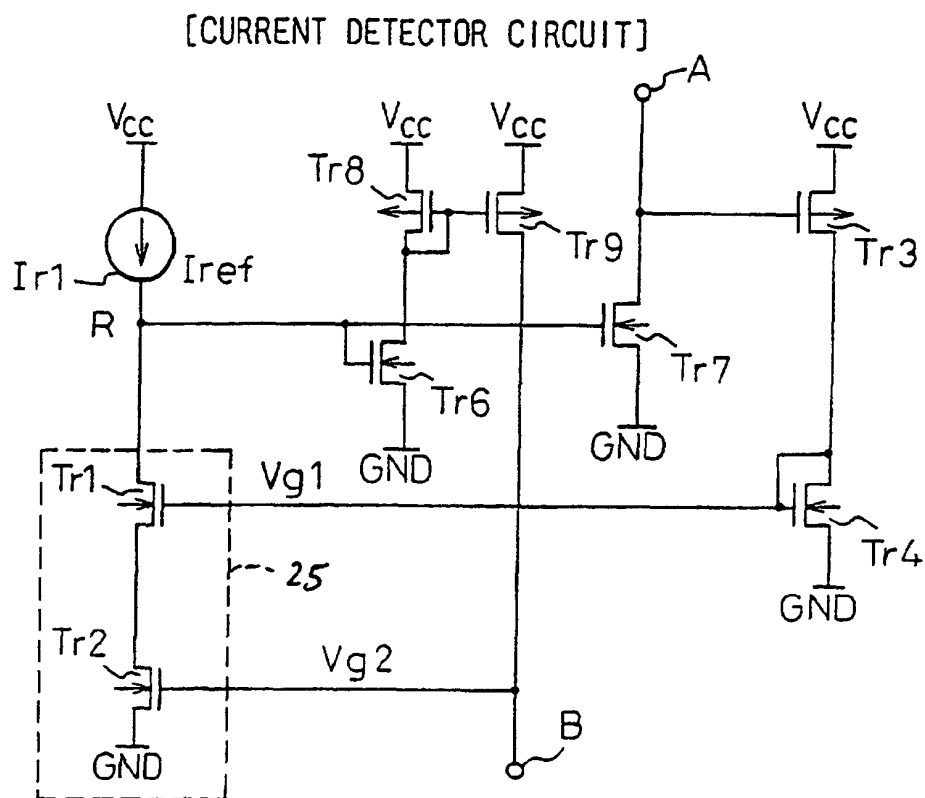 [CURRENT DETECTOR CIRCUIT]
A
Vcc Vcc Vcc Vcc
Tr8
Tr9 Tr3
Ir1 Iref
R
Tr7
Tr6
GND GND
Tr1 Vg1
Tr4
25
GND
Tr2 Vg2
B
GND